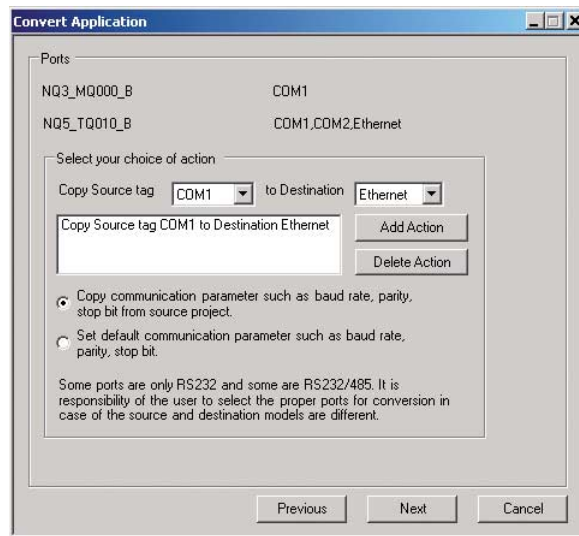 Convert Application
Ports
NQ3_MQ000_B COM1
NQ5_TQ010_B COM1,COM2,Ethernet
Select your choice of action
Copy Source tag COM1 to Destination Ethernet
Copy Source tag COM1 to Destination Ethernet
Add Action
Delete Action
Copy communication parameter such as baud rate, parity,
stop bit from source project.
Set default communication parameter such as baud rate,
parity, stop bit.
Some ports are only RS232 and some are RS232/485. It is
responsibility of the user to select the proper ports for conversion in
case of the source and destination models are different.
Previous Next Cancel